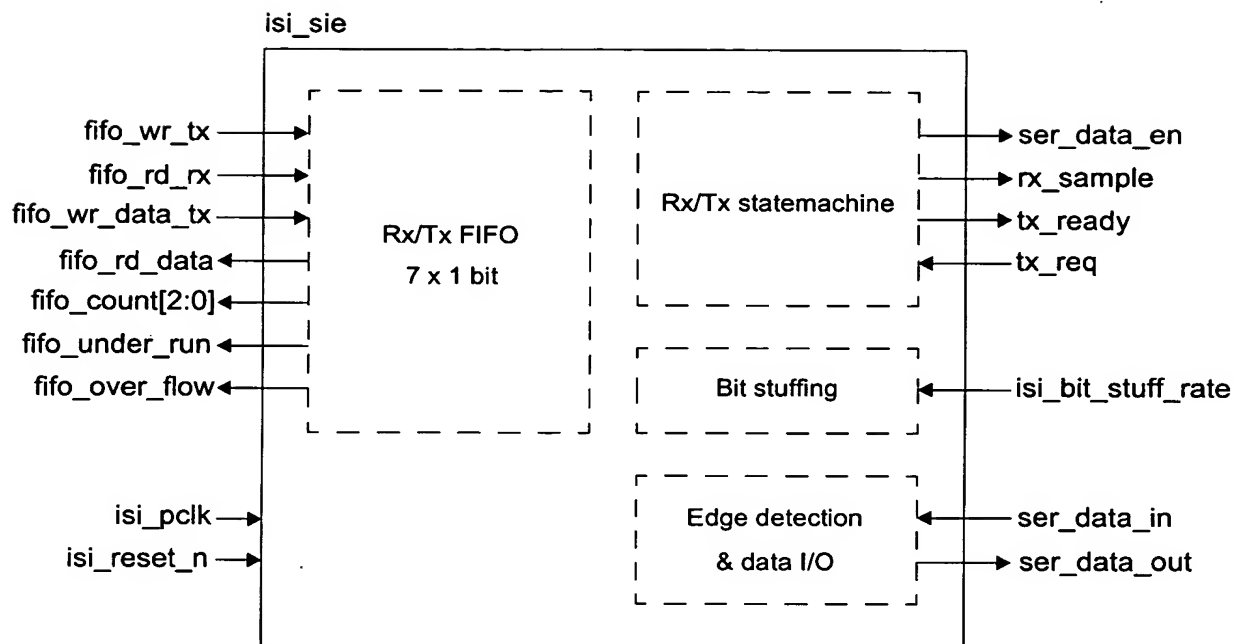 isi_sie
fifo_wr_tx
fifo_rd_rx
fifo_wr_data_tx
fifo_rd_data
fifo_count[2:0]
fifo_under_run
fifo_over_flow
isi_pclk
isi_reset_n
Rx/Tx FIFO
7 x 1 bit
Rx/Tx statemachine
Bit stuffing
Edge detection
& data I/O
ser_data_en
rx_sample
tx_ready
tx_req
isi_bit_stuff_rate
ser_data_in
ser_data_out